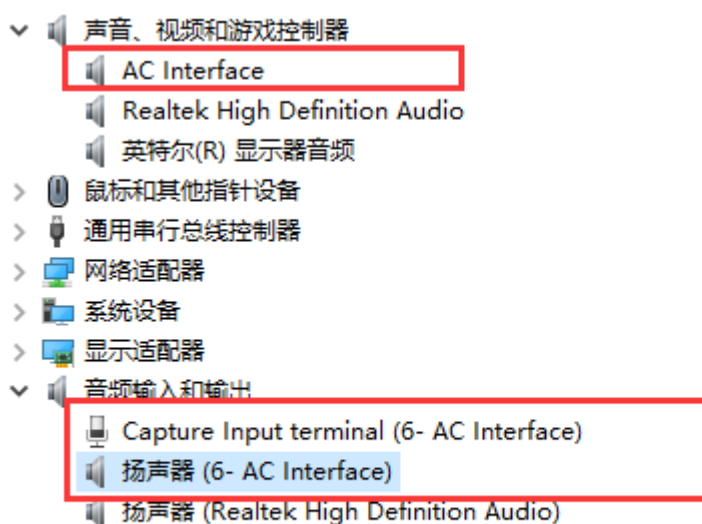 声音、视频和游戏控制器
AC Interface
Realtek High Definition Audio
英特尔(R) 显示器音频
鼠标和其他指针设备
通用串行总线控制器
网络适配器
系统设备
显示适配器
音频输入和输出
Capture Input terminal (6- AC Interface)
扬声器 (6- AC Interface)
扬声器 (Realtek High Definition Audio)